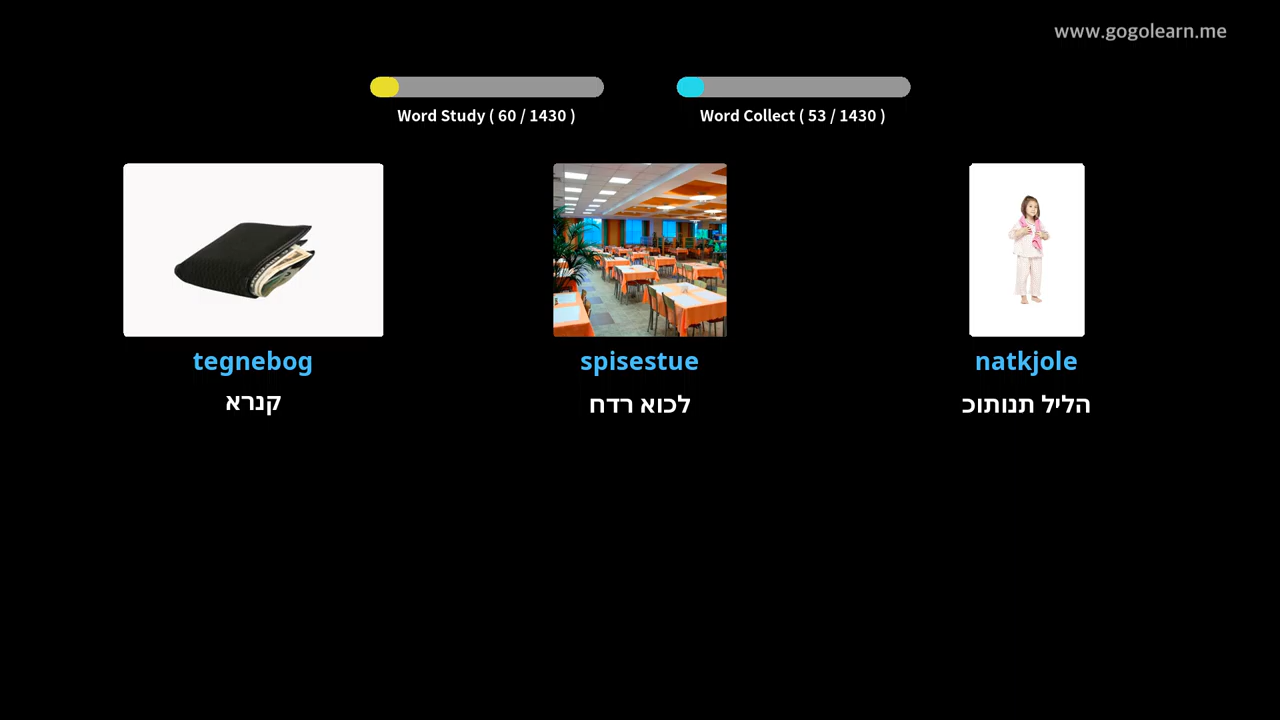 www.gogolearn.me
Word Study ( 60 / 1430 )
Word Collect ( 53 / 1430 )
tegnebog
spisestue
natkjole
קנרא
לכוא רדח
הליל תנותוכ